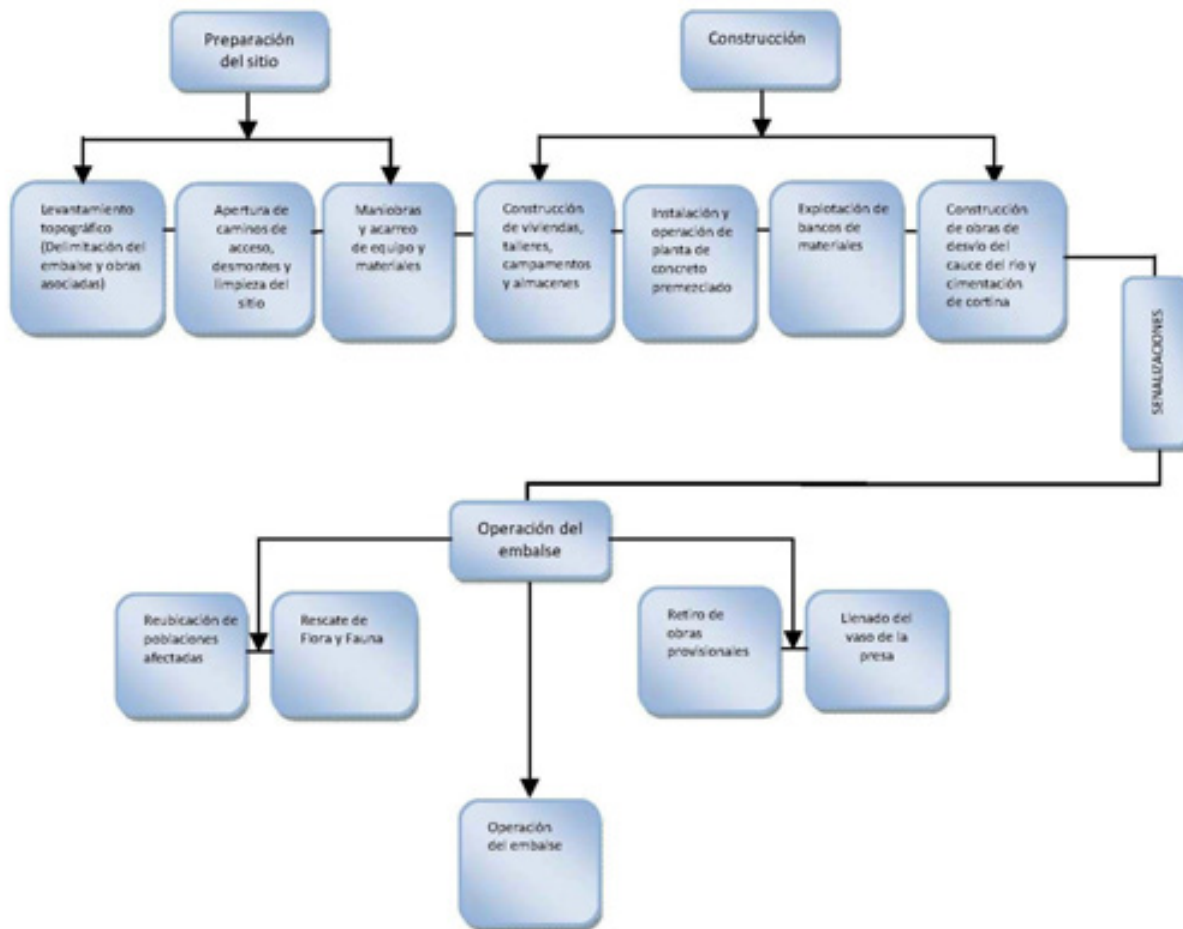 Preparación
del sitio
Construcción
Levantamiento
topográfico
(Delimitación del
embalse y obras
asociadas)
Apertura de
caminos de
acceso,
desmontes y
limpieza del
sitio
Maniobras
y acarreo
de equipo y
materiales
Construcción
de viviendas,
talleres,
campamentos
y almacenes
Instalación y
operación de
planta de
concreto
premezclado
Explotación de
bancos de
materiales
Construcción
de obras de
desvío del
cauce del rio y
cimentación
de cortina
SENALIZACIONES
Operación del
embalse
Reubicación de
poblaciones
afectadas
Rescate de
Flora y Fauna
Retiro de
obras
provisionales
Llenado del
vaso de la
presa
Operación
del embalse